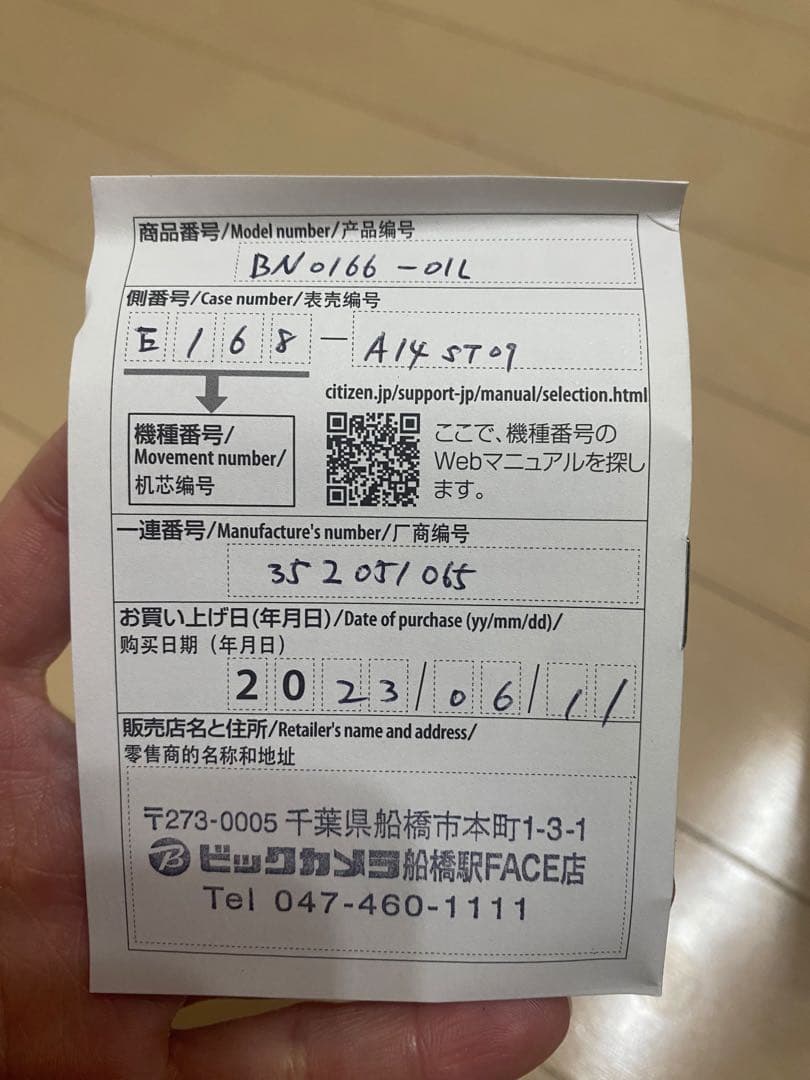 商品番号/Model number/产品编号
BN0166-01L
側番号/Case number/表壳编号
E168-A14 ST09
citizen.jp/support-jp/manual/selection.html
機種番号/
Movement number/
机芯编号
ここで、機種番号の
Webマニュアルを探し
ます。
一連番号/Manufacture's number/厂商编号
352051065
お買い上げ日(年月日)/Date of purchase (yy/mm/dd)/
购买日期（年月日）
2023/06/11
販売店名と住所/Retailer's name and address/
零售商的名称和地址
〒273-0005 千葉県船橋市本町1-3-1
B ビックカメラ船橋駅FACE店
Tel 047-460-1111